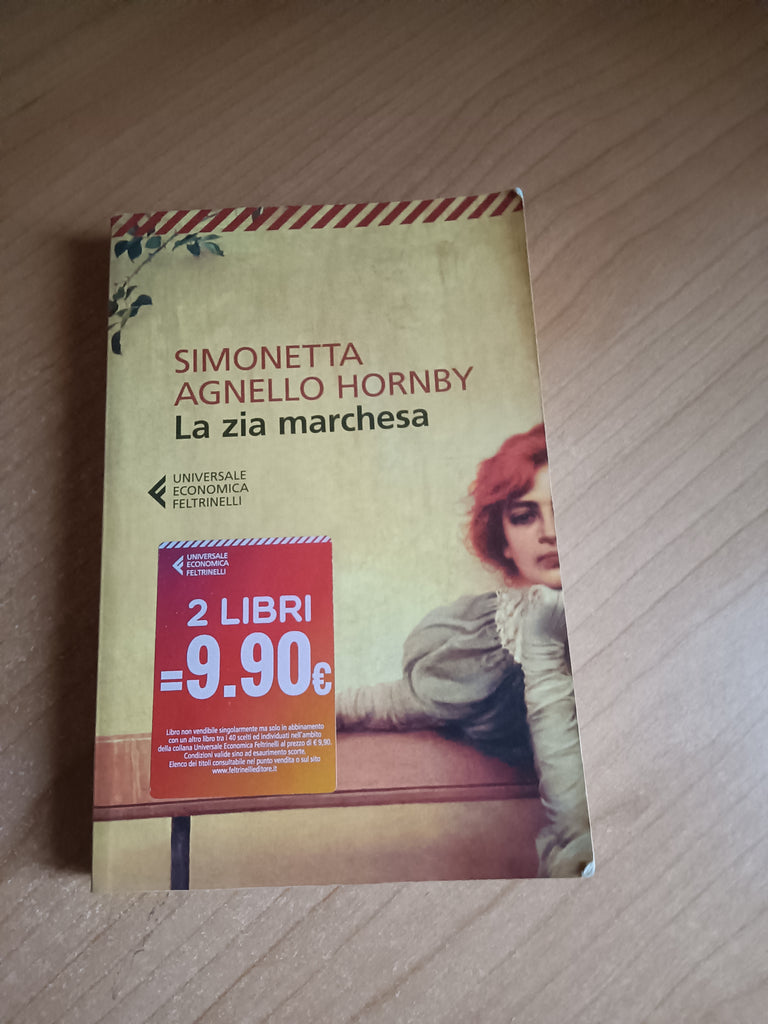 SIMONETTA
AGNELLO HORNBY
La zia marchesa
UNIVERSALE
ECONOMICA
FELTRINELLI
UNIVERSALE
ECONOMICA
FELTRINELLI
2 LIBRI
=9.90€
Libro non vendibile singolarmente ma solo in abbinamento
con un altro libro tra i 40 scelti ed individuati nell'ambito
della collana Universale Economica Feltrinelli al prezzo di € 9,90.
Condizioni valide sino ad esaurimento scorte.
Elenco dei titoli consultabile nei punto vendita o sul sito
www.feltrinellieditore.it